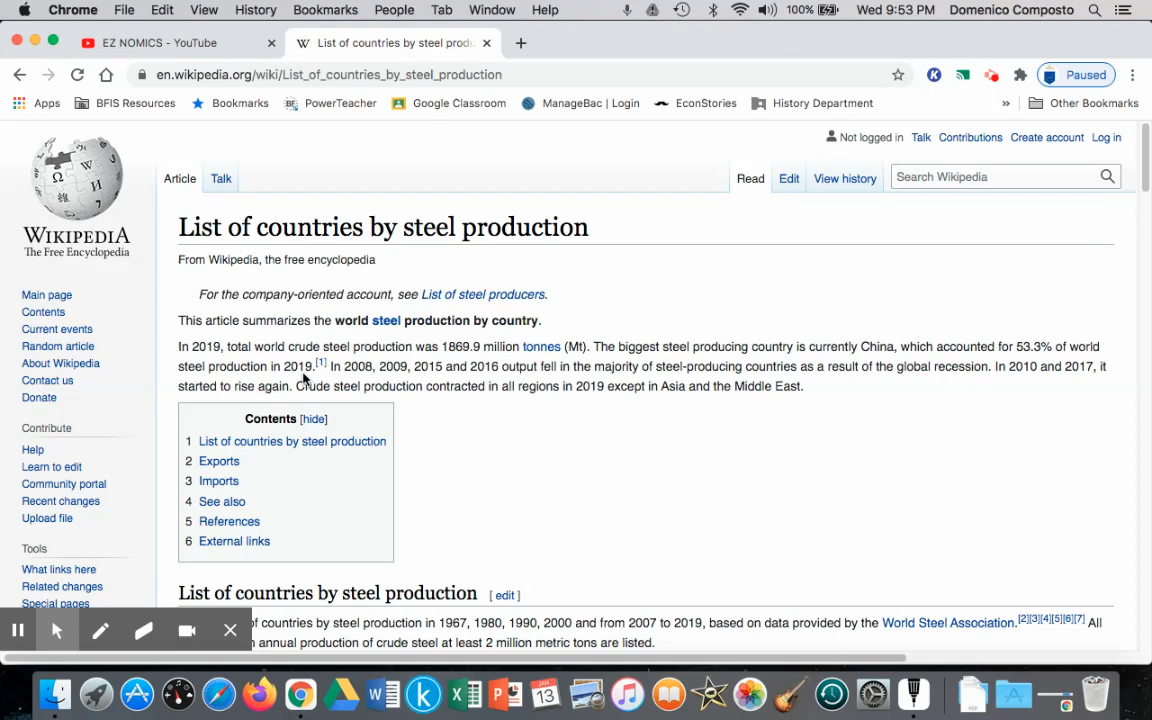 Chrome File Edit View History Bookmarks People Tab Window Help 100% Wed 9:53 PM Domenico Composto
EZ NOMICS - YouTube
W List of countries by steel produ
en.wikipedia.org/wiki/List_of_countries_by_steel_production
Paused
Apps BFIS Resources Bookmarks PowerTeacher Google Classroom ManageBac | Login EconStories History Department » Other Bookmarks
Not logged in Talk Contributions Create account Log in
Article Talk Read Edit View history Search Wikipedia
WIKIPEDIA
The Free Encyclopedia
Main page
Contents
Current events
Random article
About Wikipedia
Contact us
Donate
Contribute
Help
Learn to edit
Community portal
Recent changes
Upload file
Tools
What links here
Related changes
Special pages
List of countries by steel production
From Wikipedia, the free encyclopedia
For the company-oriented account, see List of steel producers.
This article summarizes the world steel production by country.
In 2019, total world crude steel production was 1869.9 million tonnes (Mt). The biggest steel producing country is currently China, which accounted for 53.3% of world
steel production in 2019.[1] In 2008, 2009, 2015 and 2016 output fell in the majority of steel-producing countries as a result of the global recession. In 2010 and 2017, it
started to rise again. Crude steel production contracted in all regions in 2019 except in Asia and the Middle East.
Contents [hide]
1 List of countries by steel production
2 Exports
3 Imports
4 See also
5 References
6 External links
List of countries by steel production [ edit ]
of countries by steel production in 1967, 1980, 1990, 2000 and from 2007 to 2019, based on data provided by the World Steel Association.[2][3][4][5][6][7] All
annual production of crude steel at least 2 million metric tons are listed.
JAN
13